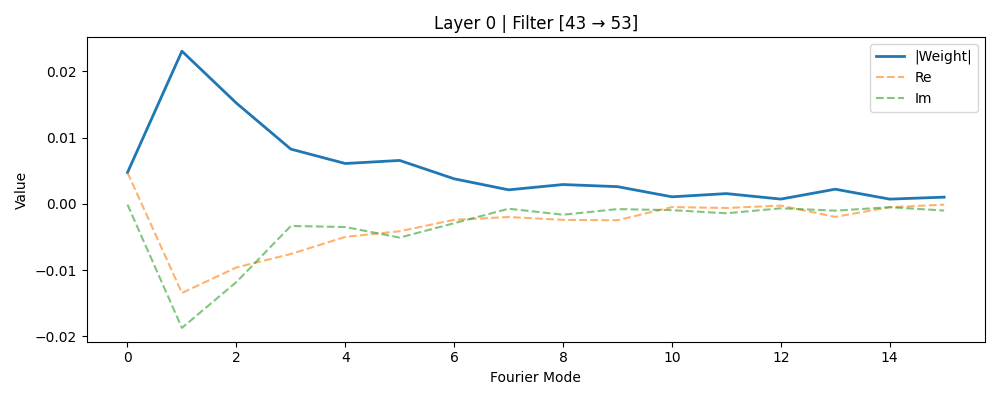 Layer 0 | Filter [43 → 53]
|Weight|
Re
Im
Value
0.02
0.01
0.00
−0.01
−0.02
0 2 4 6 8 10 12 14
Fourier Mode